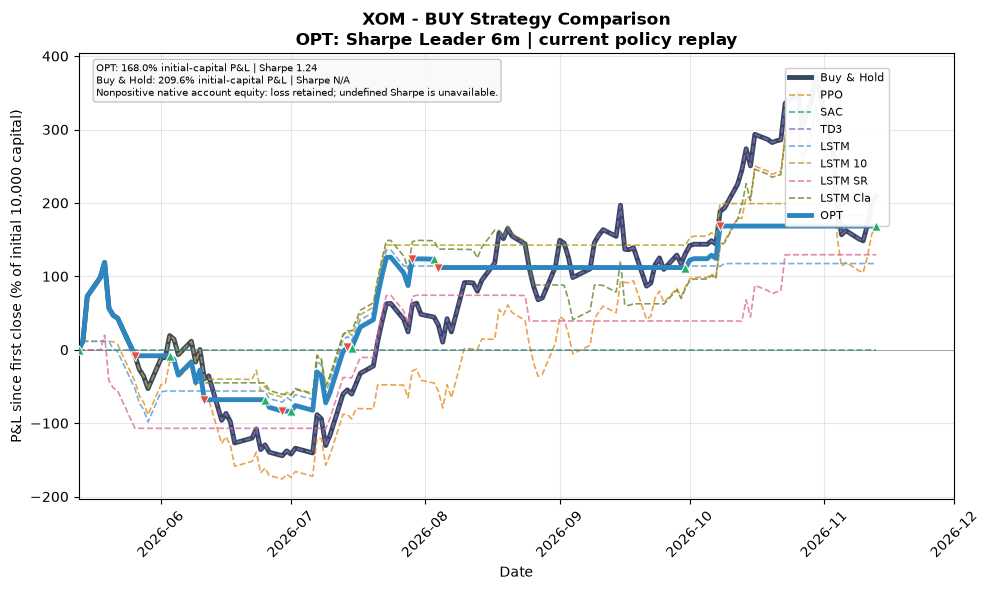 XOM - BUY Strategy Comparison
OPT: Sharpe Leader 6m | current policy replay
OPT: 168.0% initial-capital P&L | Sharpe 1.24
Buy & Hold: 209.6% initial-capital P&L | Sharpe N/A
Nonpositive native account equity: loss retained; undefined Sharpe is unavailable.
Buy & Hold
PPO
SAC
TD3
LSTM
LSTM 10
LSTM SR
LSTM Cla
OPT
P&L since first close (% of initial 10,000 capital)
400
300
200
100
0
−100
−200
2026-06
2026-07
2026-08
2026-09
2026-10
2026-11
2026-12
Date